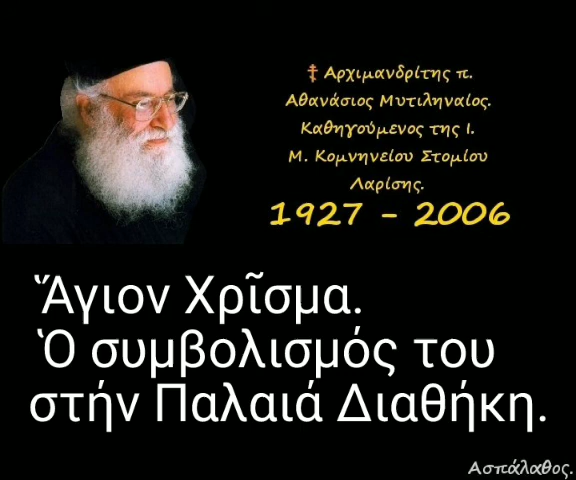 ☦ Αρχιμανδρίτης π.
Αθανάσιος Μυτιληναίος.
Καθηγούμενος της Ι.
Μ. Κομνηνείου Στομίου
Λαρίσης.
1927 - 2006
Ἅγιον Χρῖσμα.
Ὁ συμβολισμός του
στήν Παλαιά Διαθήκη.
Ασπάλαθος.